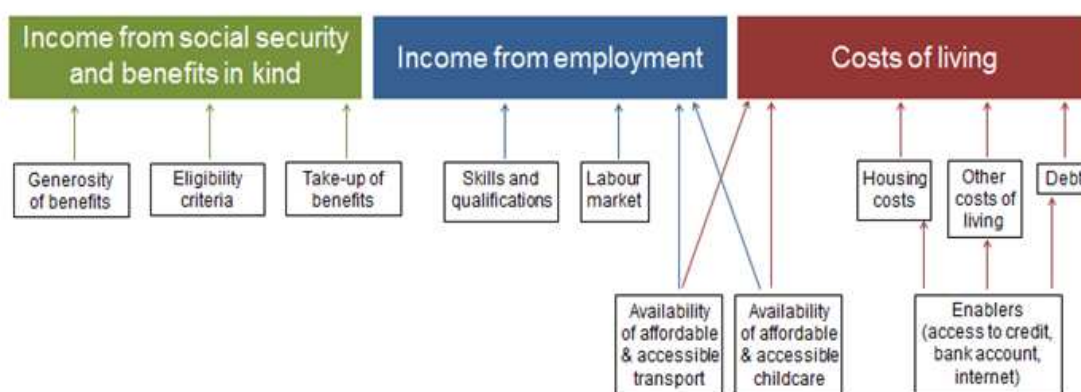 Income from social security
and benefits in kind
Income from employment
Costs of living
Generosity
of benefits
Eligibility
criteria
Take-up of
benefits
Skills and
qualifications
Labour
market
Housing
costs
Other
costs of
living
Debt
Availability
of affordable
& accessible
transport
Availability
of affordable
& accessible
childcare
Enablers
(access to credit,
bank account,
internet)